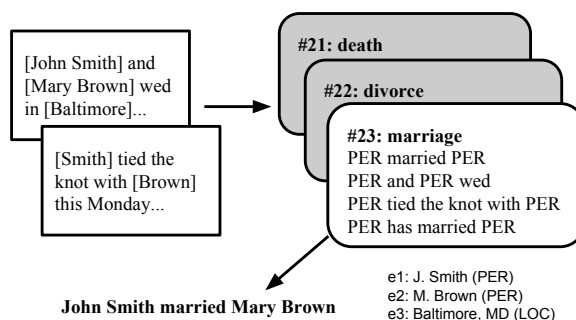 [John Smith] and
[Mary Brown] wed
in [Baltimore]...
[Smith] tied the
knot with [Brown]
this Monday...
#21: death
#22: divorce
#23: marriage
PER married PER
PER and PER wed
PER tied the knot with PER
PER has married PER
John Smith married Mary Brown
e1: J. Smith (PER)
e2: M. Brown (PER)
e3: Baltimore, MD (LOC)